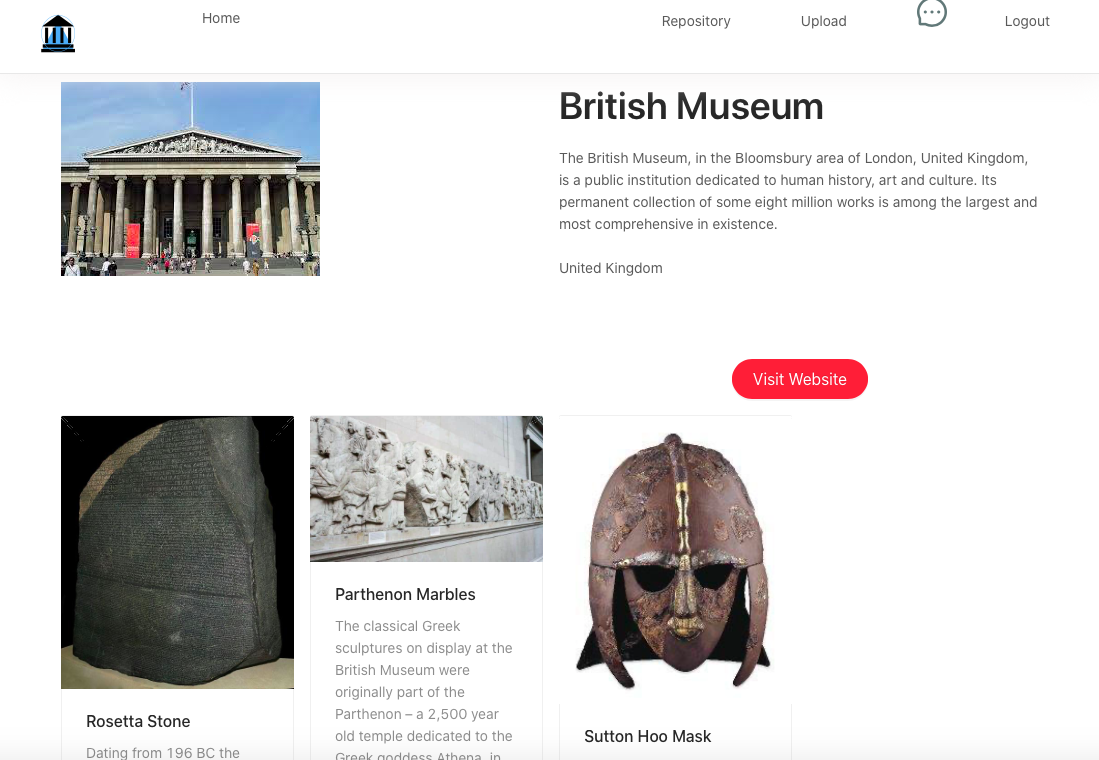 Home
Repository
Upload
Logout
British Museum
The British Museum, in the Bloomsbury area of London, United Kingdom,
is a public institution dedicated to human history, art and culture. Its
permanent collection of some eight million works is among the largest and
most comprehensive in existence.
United Kingdom
Visit Website
Rosetta Stone
Dating from 196 BC the
Parthenon Marbles
The classical Greek
sculptures on display at the
British Museum were
originally part of the
Parthenon – a 2,500 year
old temple dedicated to the
Greek goddess Athena, in
Sutton Hoo Mask